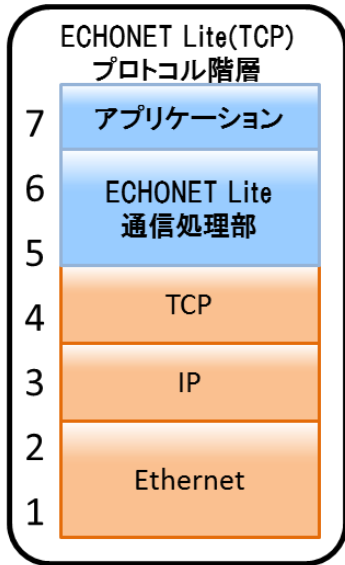 ECHONET Lite(TCP)
プロトコル階層
7
アプリケーション
6
ECHONET Lite
通信処理部
5
4
TCP
3
IP
2
Ethernet
1